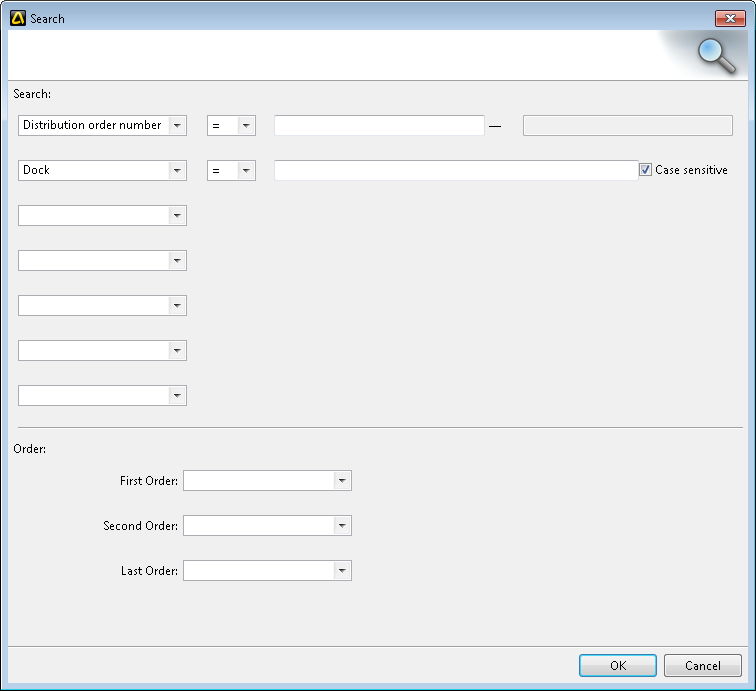 Search
Search:
Distribution order number = —
Dock = Case sensitive
Order:
First Order:
Second Order:
Last Order:
OK Cancel